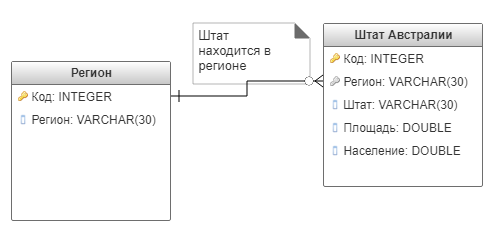 Регион
Код: INTEGER
Регион: VARCHAR(30)
Штат
находится в
регионе
Штат Австралии
Код: INTEGER
Регион: VARCHAR(30)
Штат: VARCHAR(30)
Площадь: DOUBLE
Население: DOUBLE